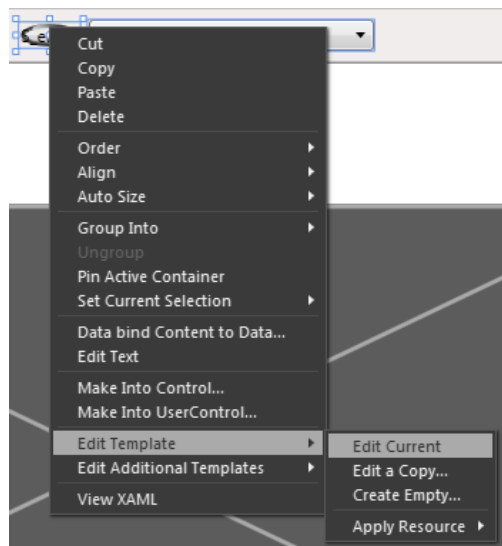 Cut
Copy
Paste
Delete
Order
Align
Auto Size
Group Into
Ungroup
Pin Active Container
Set Current Selection
Data bind Content to Data...
Edit Text
Make Into Control...
Make Into UserControl...
Edit Template
Edit Additional Templates
View XAML
Edit Current
Edit a Copy...
Create Empty...
Apply Resource